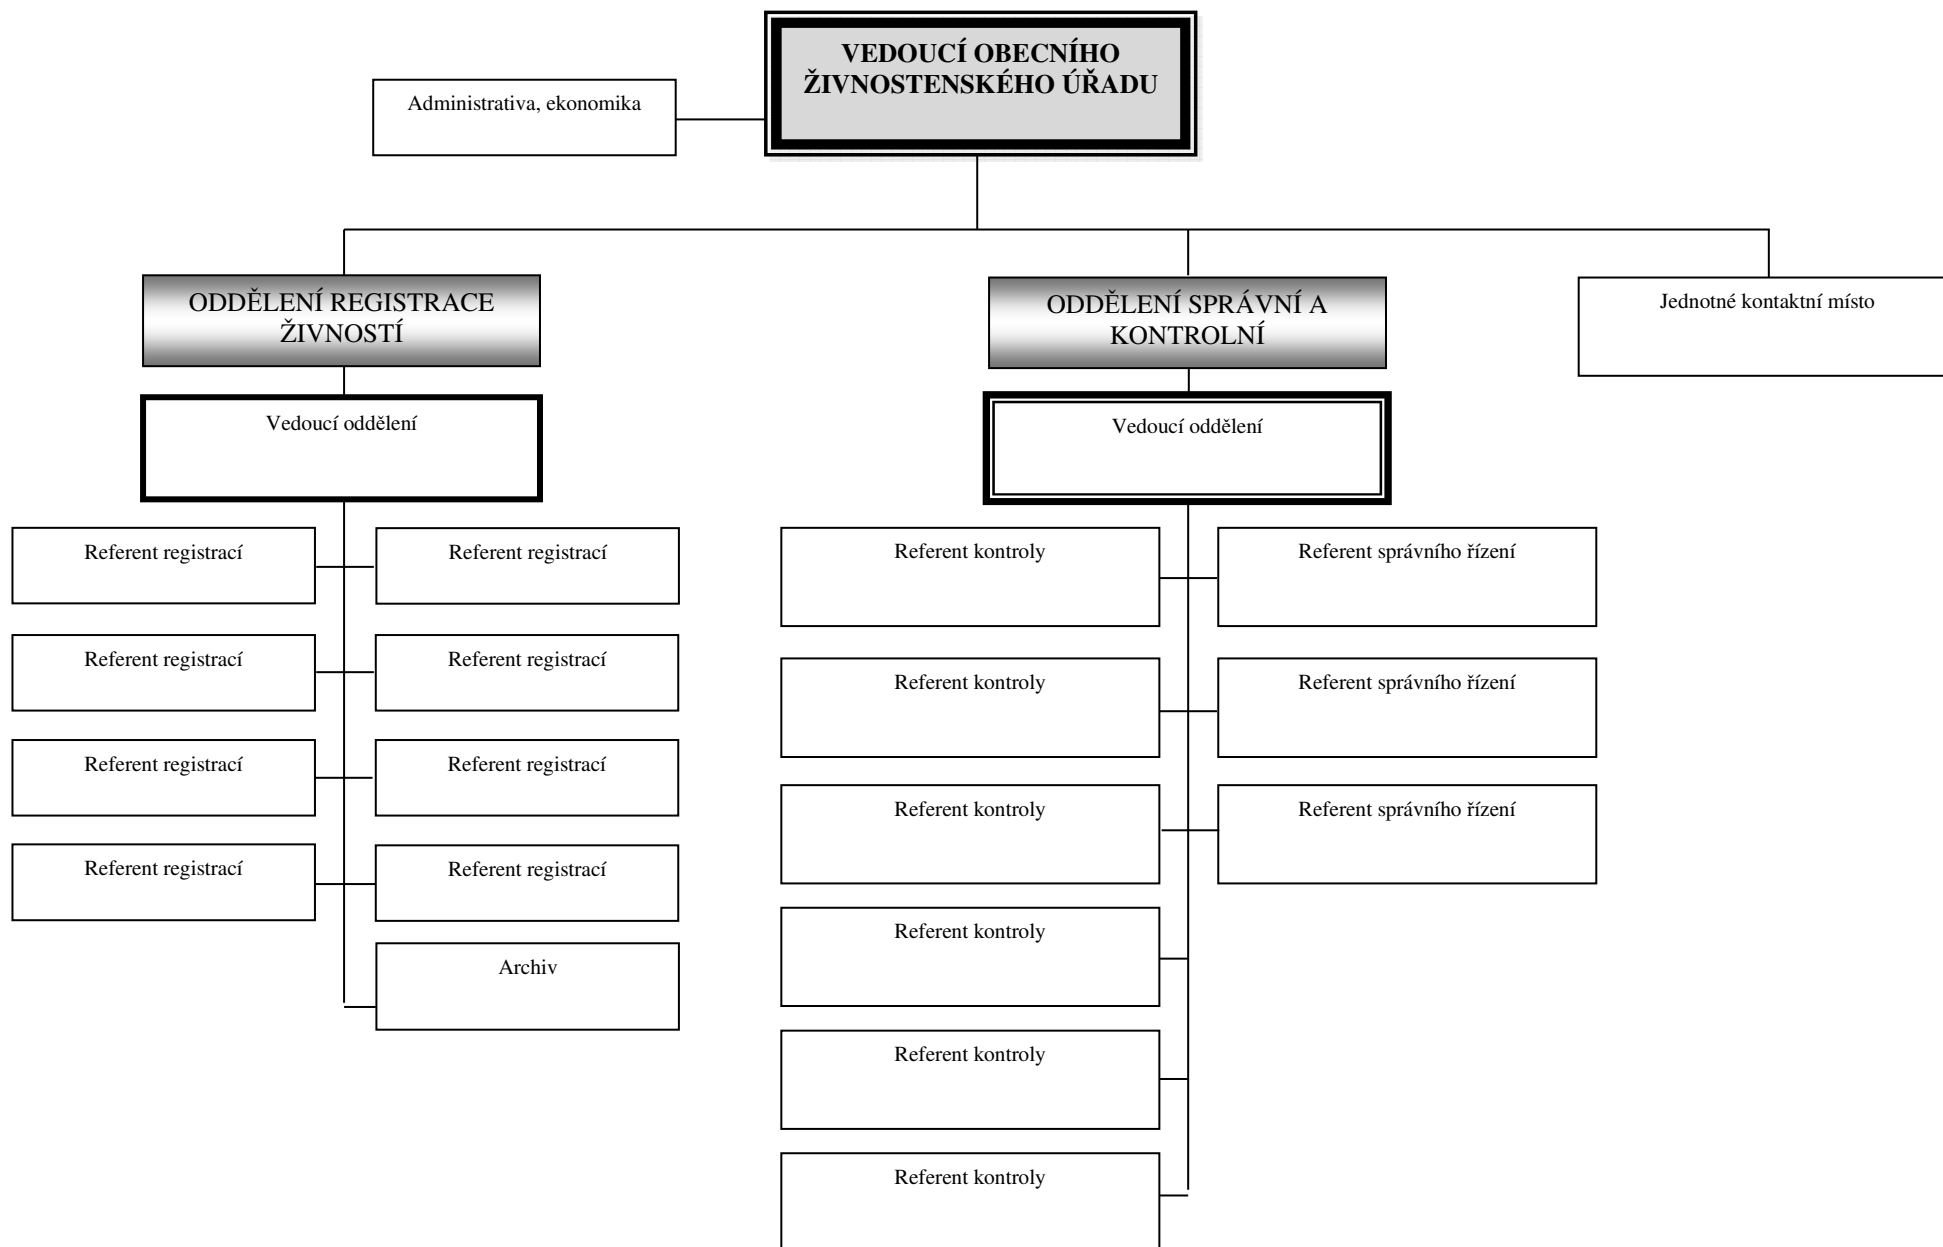 VEDOUCÍ OBECNÍHO
ŽIVNOSTENSKÉHO ÚŘADU
Administrativa, ekonomika
ODDĚLENÍ REGISTRACE
ŽIVNOSTÍ
Vedoucí oddělení
Referent registrací
Referent registrací
Referent registrací
Referent registrací
Referent registrací
Referent registrací
Referent registrací
Referent registrací
Archiv
ODDĚLENÍ SPRÁVNÍ A
KONTROLNÍ
Vedoucí oddělení
Referent kontroly
Referent správního řízení
Referent kontroly
Referent správního řízení
Referent kontroly
Referent správního řízení
Referent kontroly
Referent kontroly
Referent kontroly
Jednotné kontaktní místo